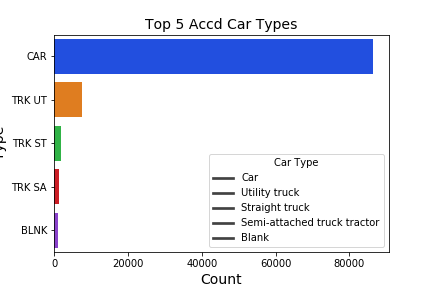 Top 5 Accd Car Types
CAR
TRK UT
TRK ST
TRK SA
BLNK
Car Type
Car
Utility truck
Straight truck
Semi-attached truck tractor
Blank
0 20000 40000 60000 80000
Count